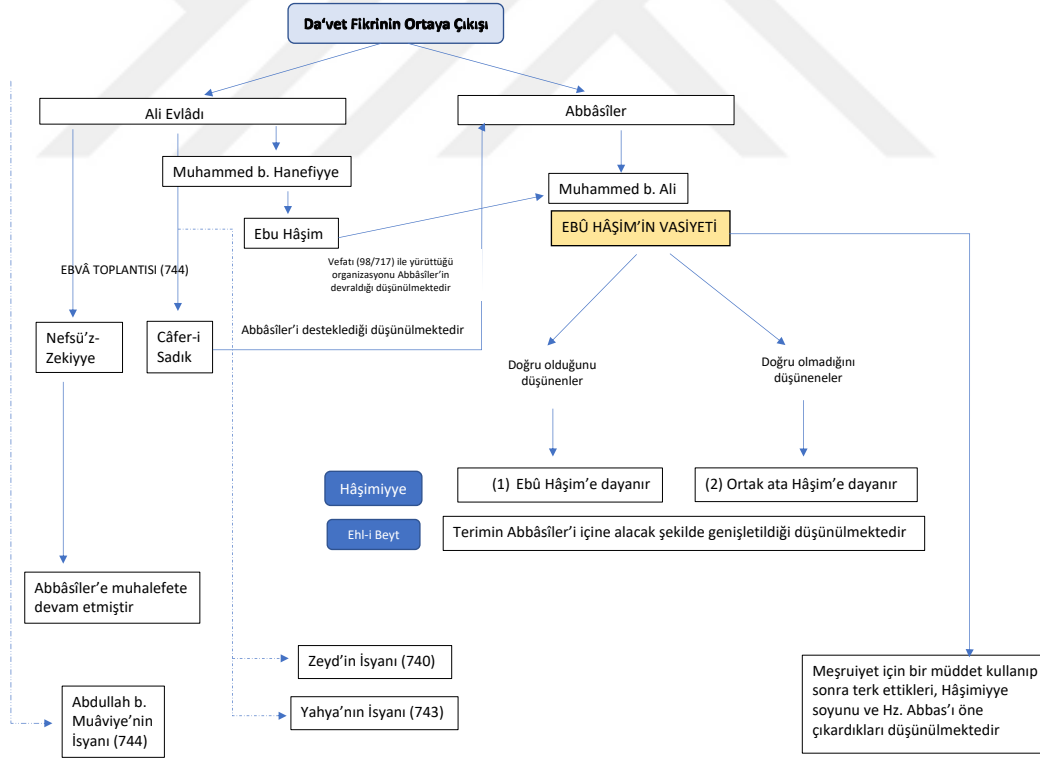 Da‘vet Fikrinin Ortaya Çıkışı
Ali Evlâdı
Abbâsîler
Muhammed b. Hanefiyye
Muhammed b. Ali
Ebu Hâşim
EBÛ HÂŞİM’İN VASİYETİ
EBVÂ TOPLANTISI (744)
Vefatı (98/717) ile yürüttüğü
organizasyonu Abbâsîler’in
devraldığı düşünülmektedir
Nefsü’z-
Zekiyye
Câfer-i
Sadık
Abbâsîler’i desteklediği düşünülmektedir
Doğru olduğunu
düşünenler
Doğru olmadığını
düşüneneler
Hâşimiyye
(1) Ebû Hâşim’e dayanır
(2) Ortak ata Hâşim’e dayanır
Ehl-i Beyt
Terimin Abbâsîler’i içine alacak şekilde genişletildiği düşünülmektedir
Abbâsîler’e muhalefete
devam etmiştir
Zeyd’in İsyanı (740)
Yahya’nın İsyanı (743)
Abdullah b.
Muâviye’nin
İsyanı (744)
Meşruiyet için bir müddet kullanıp
sonra terk ettikleri, Hâşimiyye
soyunu ve Hz. Abbas’ı öne
çıkardıkları düşünülmektedir